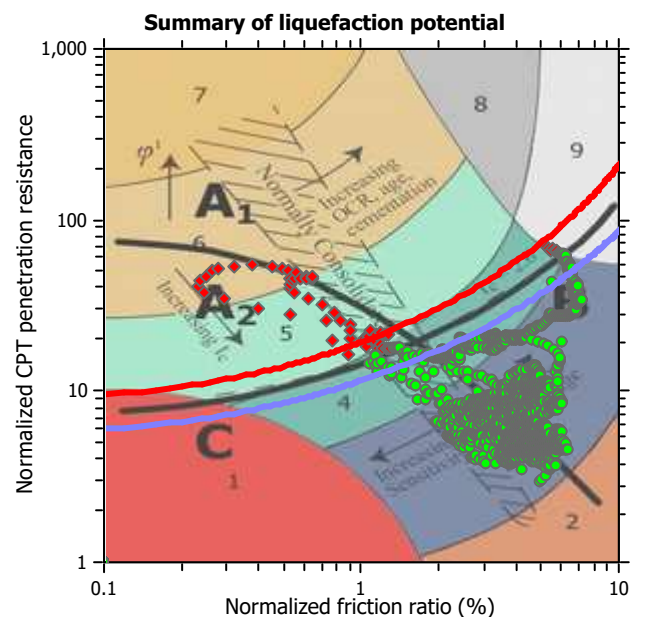 Summary of liquefaction potential
Normalized CPT penetration resistance
1,000
100
10
1
0.1
1
10
Normalized friction ratio (%)
7
8
9
φ'
A1
Normally Consolid
Increasing
OCR, age,
cementation
6
A2
Increasing Ic
5
B
4
C
1
Increasing
Sensitiv
2